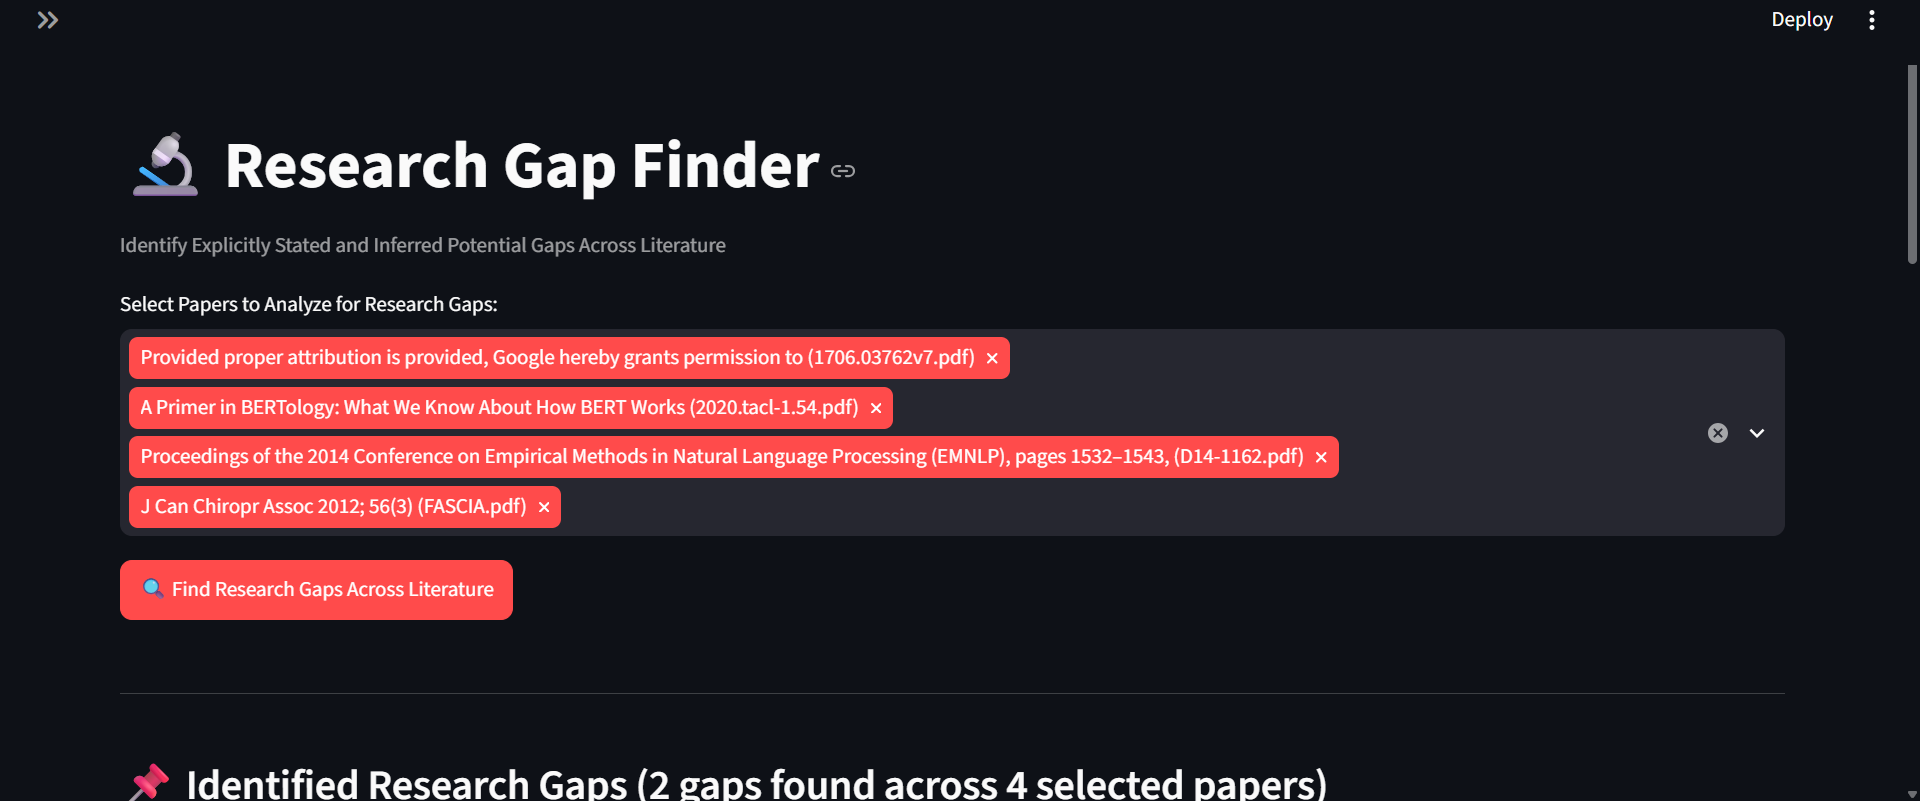 Deploy
Research Gap Finder
Identify Explicitly Stated and Inferred Potential Gaps Across Literature
Select Papers to Analyze for Research Gaps:
Provided proper attribution is provided, Google hereby grants permission to (1706.03762v7.pdf)
A Primer in BERTology: What We Know About How BERT Works (2020.tacl-1.54.pdf)
Proceedings of the 2014 Conference on Empirical Methods in Natural Language Processing (EMNLP), pages 1532–1543, (D14-1162.pdf)
J Can Chiropr Assoc 2012; 56(3) (FASCIA.pdf)
Find Research Gaps Across Literature
Identified Research Gaps (2 gaps found across 4 selected papers)